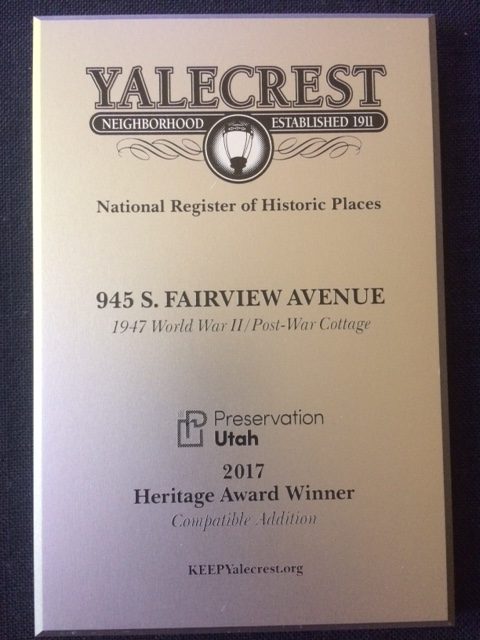 YALECREST
NEIGHBORHOOD ESTABLISHED 1911
National Register of Historic Places
945 S. FAIRVIEW AVENUE
1947 World War II/Post-War Cottage
Preservation
Utah
2017
Heritage Award Winner
Compatible Addition
KEEPYalecrest.org